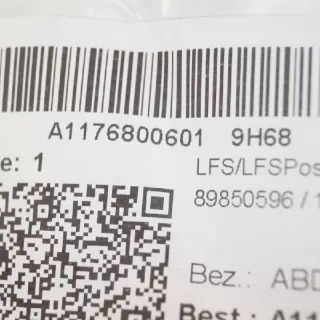 A1176800601 9H68
e: 1
LFS/LFSPos
89850596 / 1
Bez.: ABD
Best.: A11